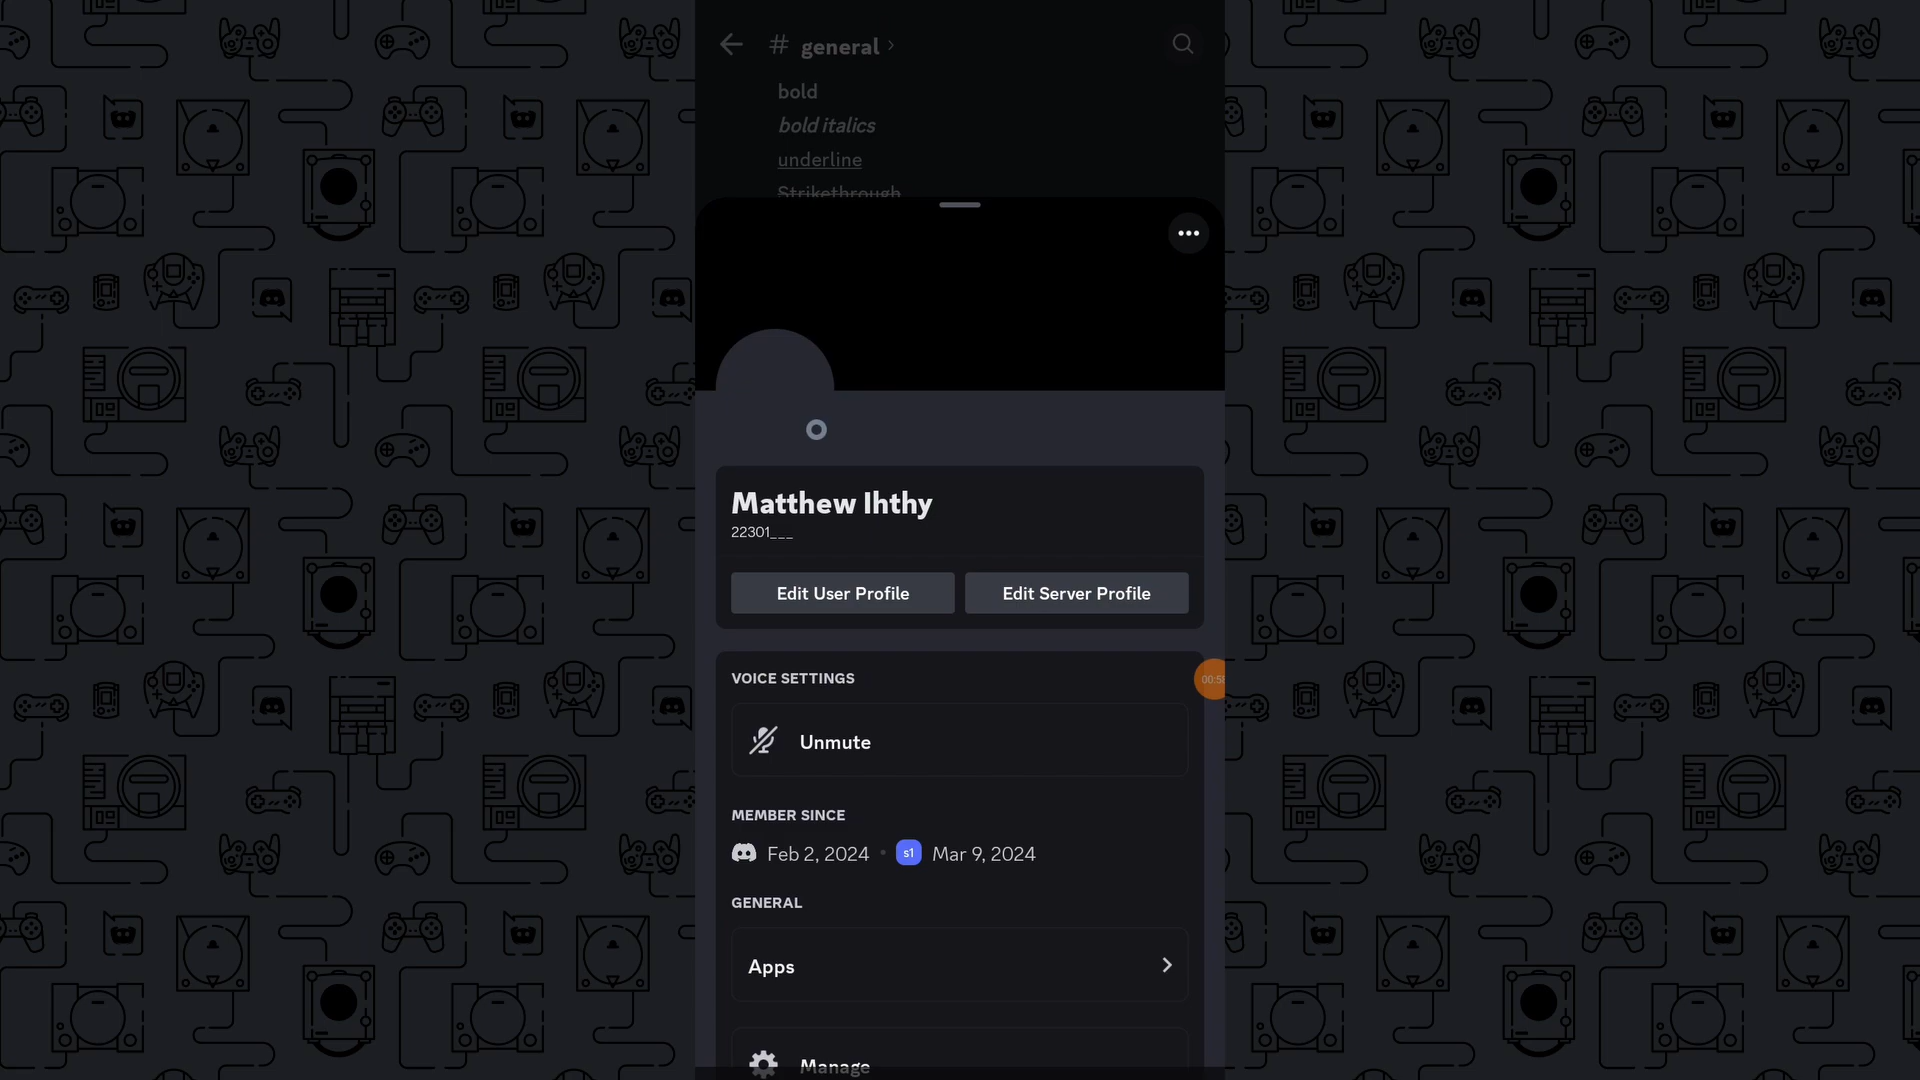 # general ›
bold
bold italics
underline
Strikethrough
Matthew Ihthy
22301___
Edit User Profile
Edit Server Profile
VOICE SETTINGS
Unmute
MEMBER SINCE
Feb 2, 2024 • s1 Mar 9, 2024
GENERAL
Apps
Manage